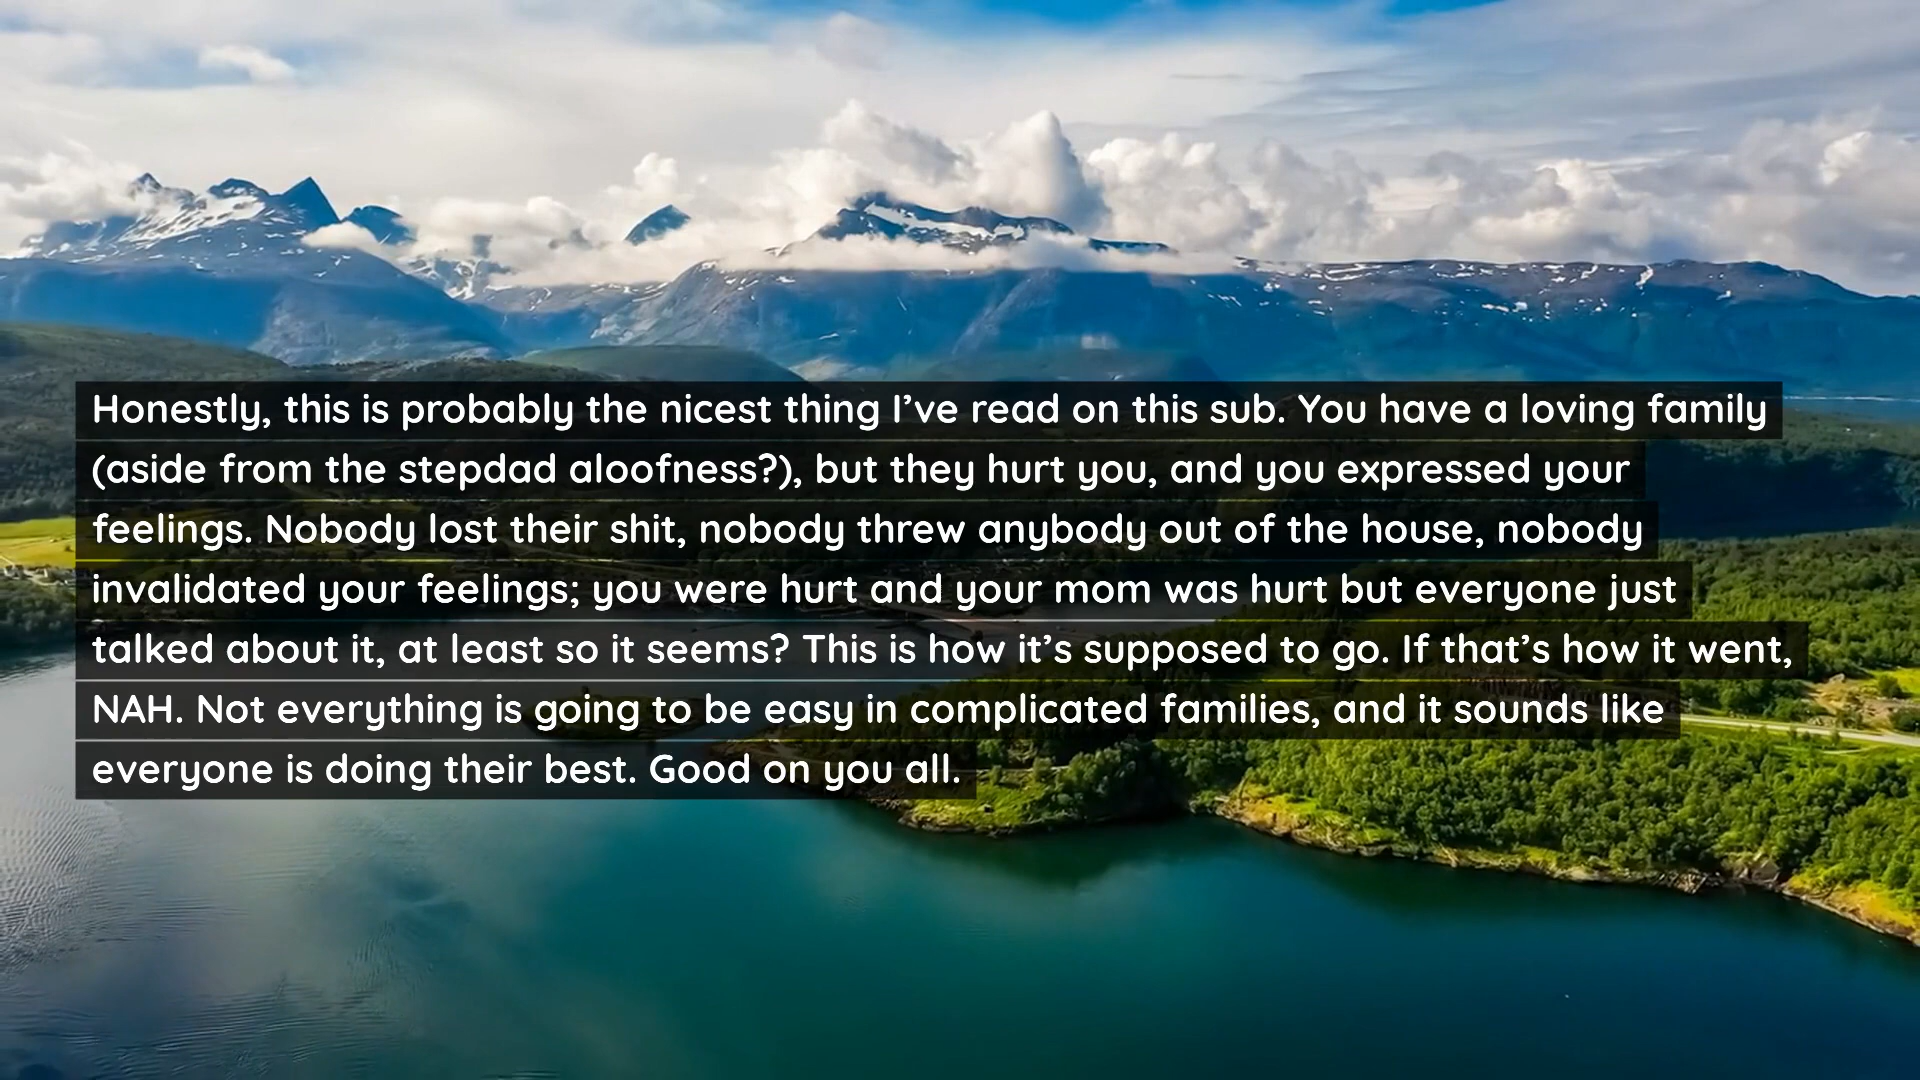 Honestly, this is probably the nicest thing I’ve read on this sub. You have a loving family
(aside from the stepdad aloofness?), but they hurt you, and you expressed your
feelings. Nobody lost their shit, nobody threw anybody out of the house, nobody
invalidated your feelings; you were hurt and your mom was hurt but everyone just
talked about it, at least so it seems? This is how it’s supposed to go. If that’s how it went,
NAH. Not everything is going to be easy in complicated families, and it sounds like
everyone is doing their best. Good on you all.